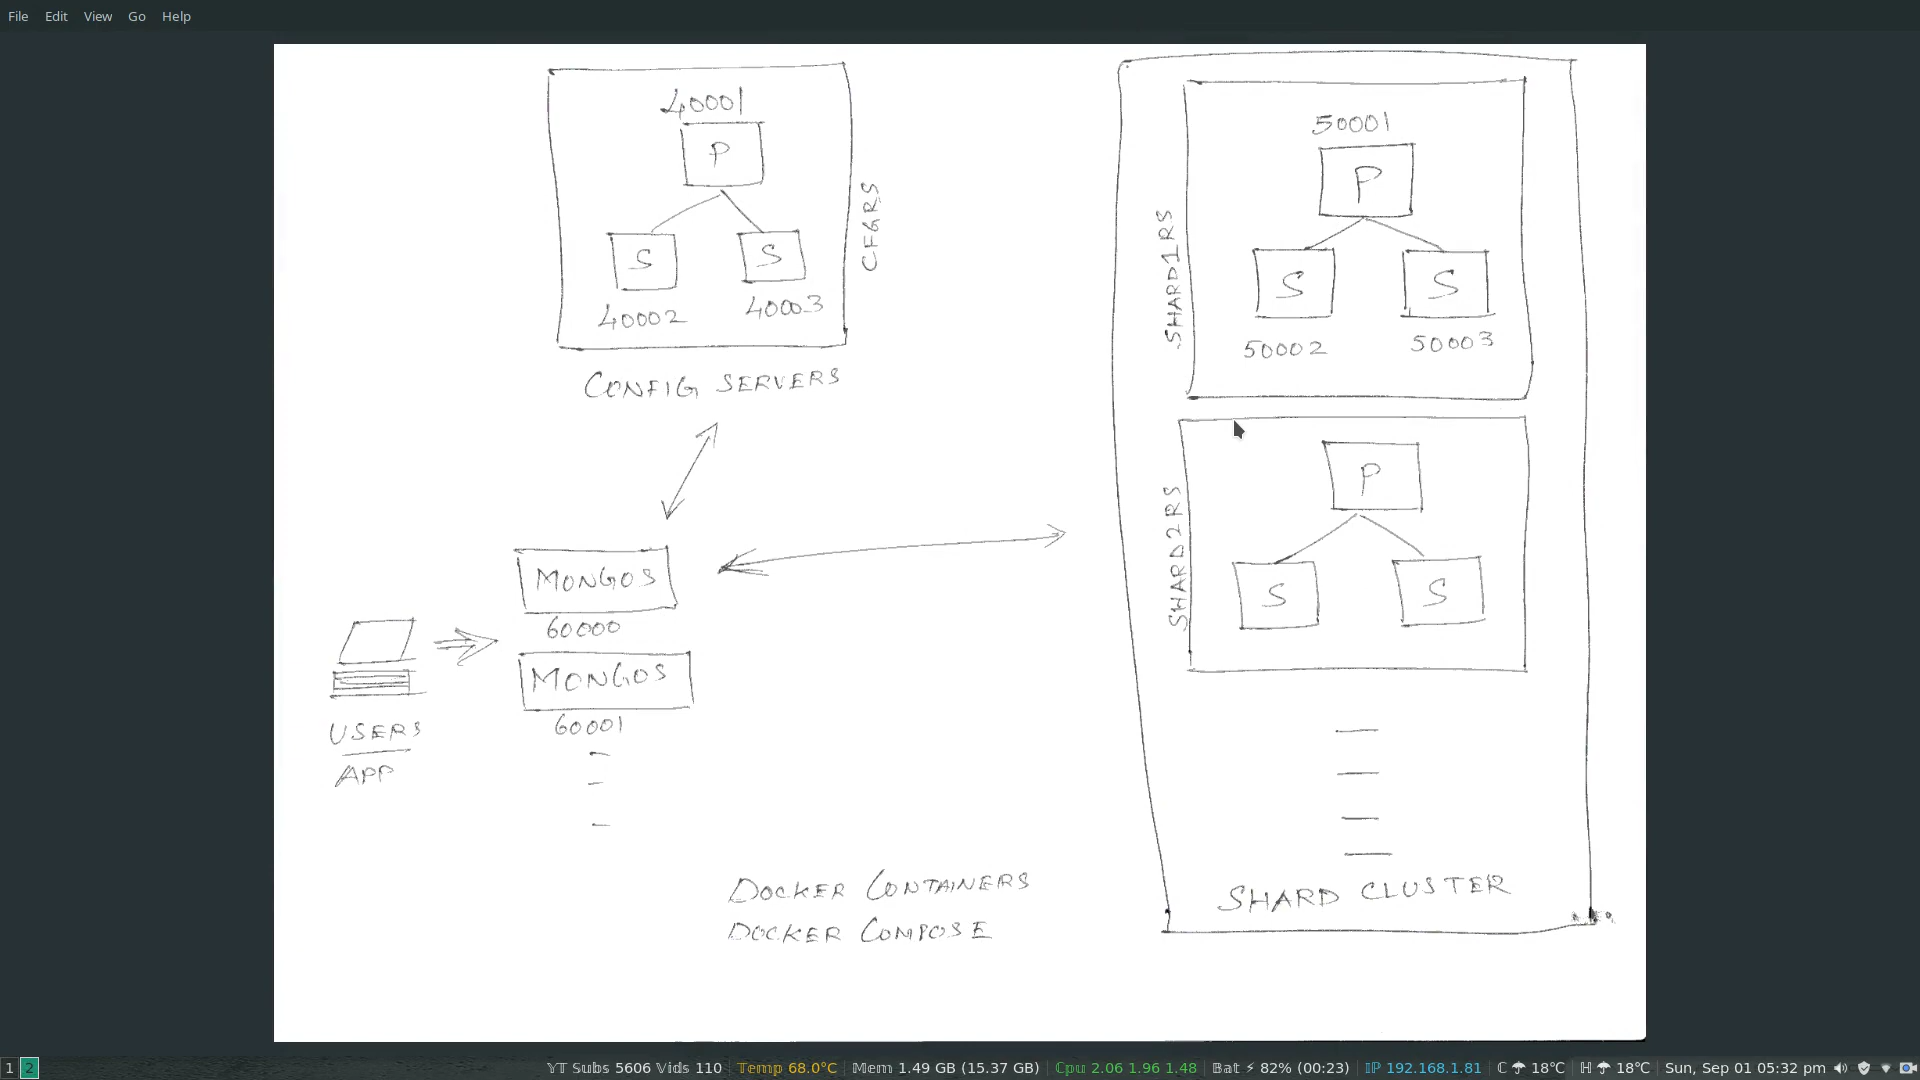 File Edit View Go Help
40001
P
S S
40002 40003
CFGRS
CONFIG SERVERS
50001
P
S S
50002 50003
SHARD1RS
P
S S
SHARD2RS
SHARD CLUSTER
MONGOS
60000
MONGOS
60001
USERS
APP
DOCKER CONTAINERS
DOCKER COMPOSE
1 2 YT Subs 5606 Vids 110 Temp 68.0°C Mem 1.49 GB (15.37 GB) Cpu 2.06 1.96 1.48 Bat ⚡ 82% (00:23) IP 192.168.1.81 C ☂ 18°C H ☂ 18°C Sun, Sep 01 05:32 pm